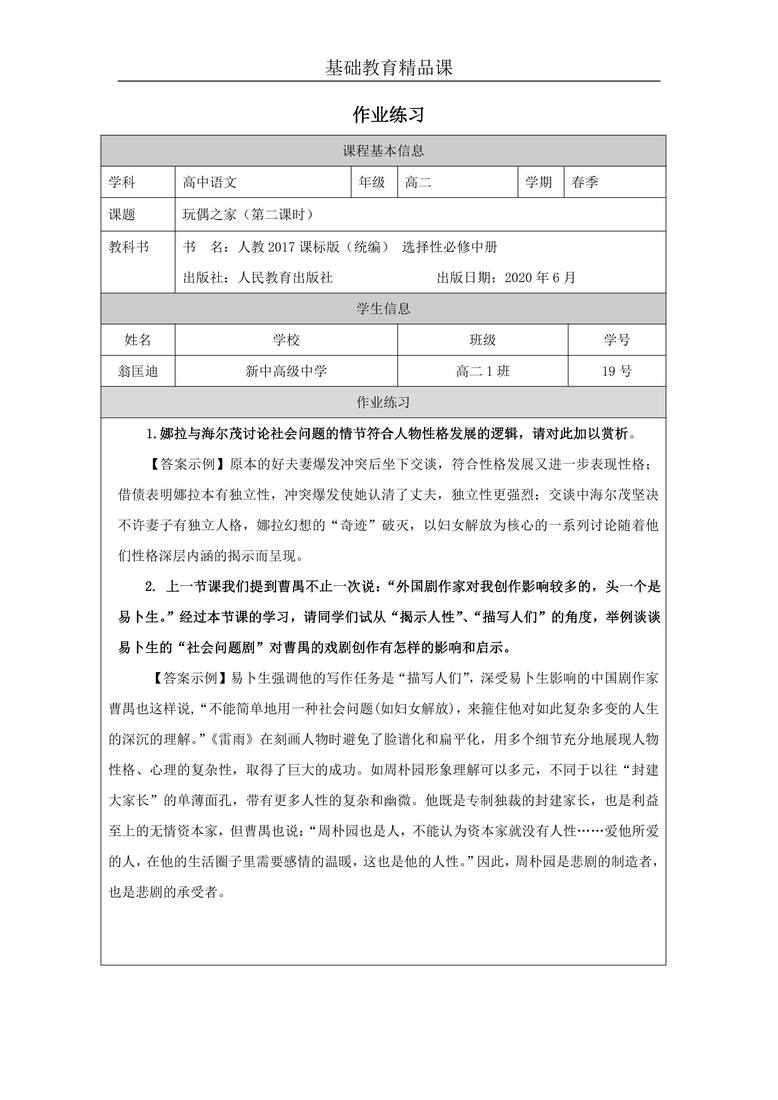 基础教育精品课
作业练习
课程基本信息
学科 高中语文 年级 高二 学期 春季
课题 玩偶之家（第二课时）
教科书 书 名：人教 2017 课标版（统编） 选择性必修中册
出版社：人民教育出版社 出版日期：2020 年 6 月
学生信息
姓名 学校 班级 学号
翁匡迪 新中高级中学 高二 1 班 19 号
作业练习
1.娜拉与海尔茂讨论社会问题的情节符合人物性格发展的逻辑，请对此加以赏析。
【答案示例】原本的好夫妻爆发冲突后坐下交谈，符合性格发展又进一步表现性格；
借债表明娜拉本有独立性，冲突爆发使她认清了丈夫，独立性更强烈；交谈中海尔茂坚决
不许妻子有独立人格，娜拉幻想的“奇迹”破灭，以妇女解放为核心的一系列讨论随着他
们性格深层内涵的揭示而呈现。
2. 上一节课我们提到曹禺不止一次说：“外国剧作家对我创作影响较多的，头一个是
易卜生。”经过本节课的学习，请同学们试从“揭示人性”、“描写人们”的角度，举例谈谈
易卜生的“社会问题剧”对曹禺的戏剧创作有怎样的影响和启示。
【答案示例】易卜生强调他的写作任务是“描写人们”，深受易卜生影响的中国剧作家
曹禺也这样说,“不能简单地用一种社会问题(如妇女解放)，来箍住他对如此复杂多变的人生
的深沉的理解。”《雷雨》在刻画人物时避免了脸谱化和扁平化，用多个细节充分地展现人物
性格、心理的复杂性，取得了巨大的成功。如周朴园形象理解可以多元，不同于以往“封建
大家长”的单薄面孔，带有更多人性的复杂和幽微。他既是专制独裁的封建家长，也是利益
至上的无情资本家，但曹禺也说：“周朴园也是人，不能认为资本家就没有人性……爱他所爱
的人，在他的生活圈子里需要感情的温暖，这也是他的人性。”因此，周朴园是悲剧的制造者，
也是悲剧的承受者。